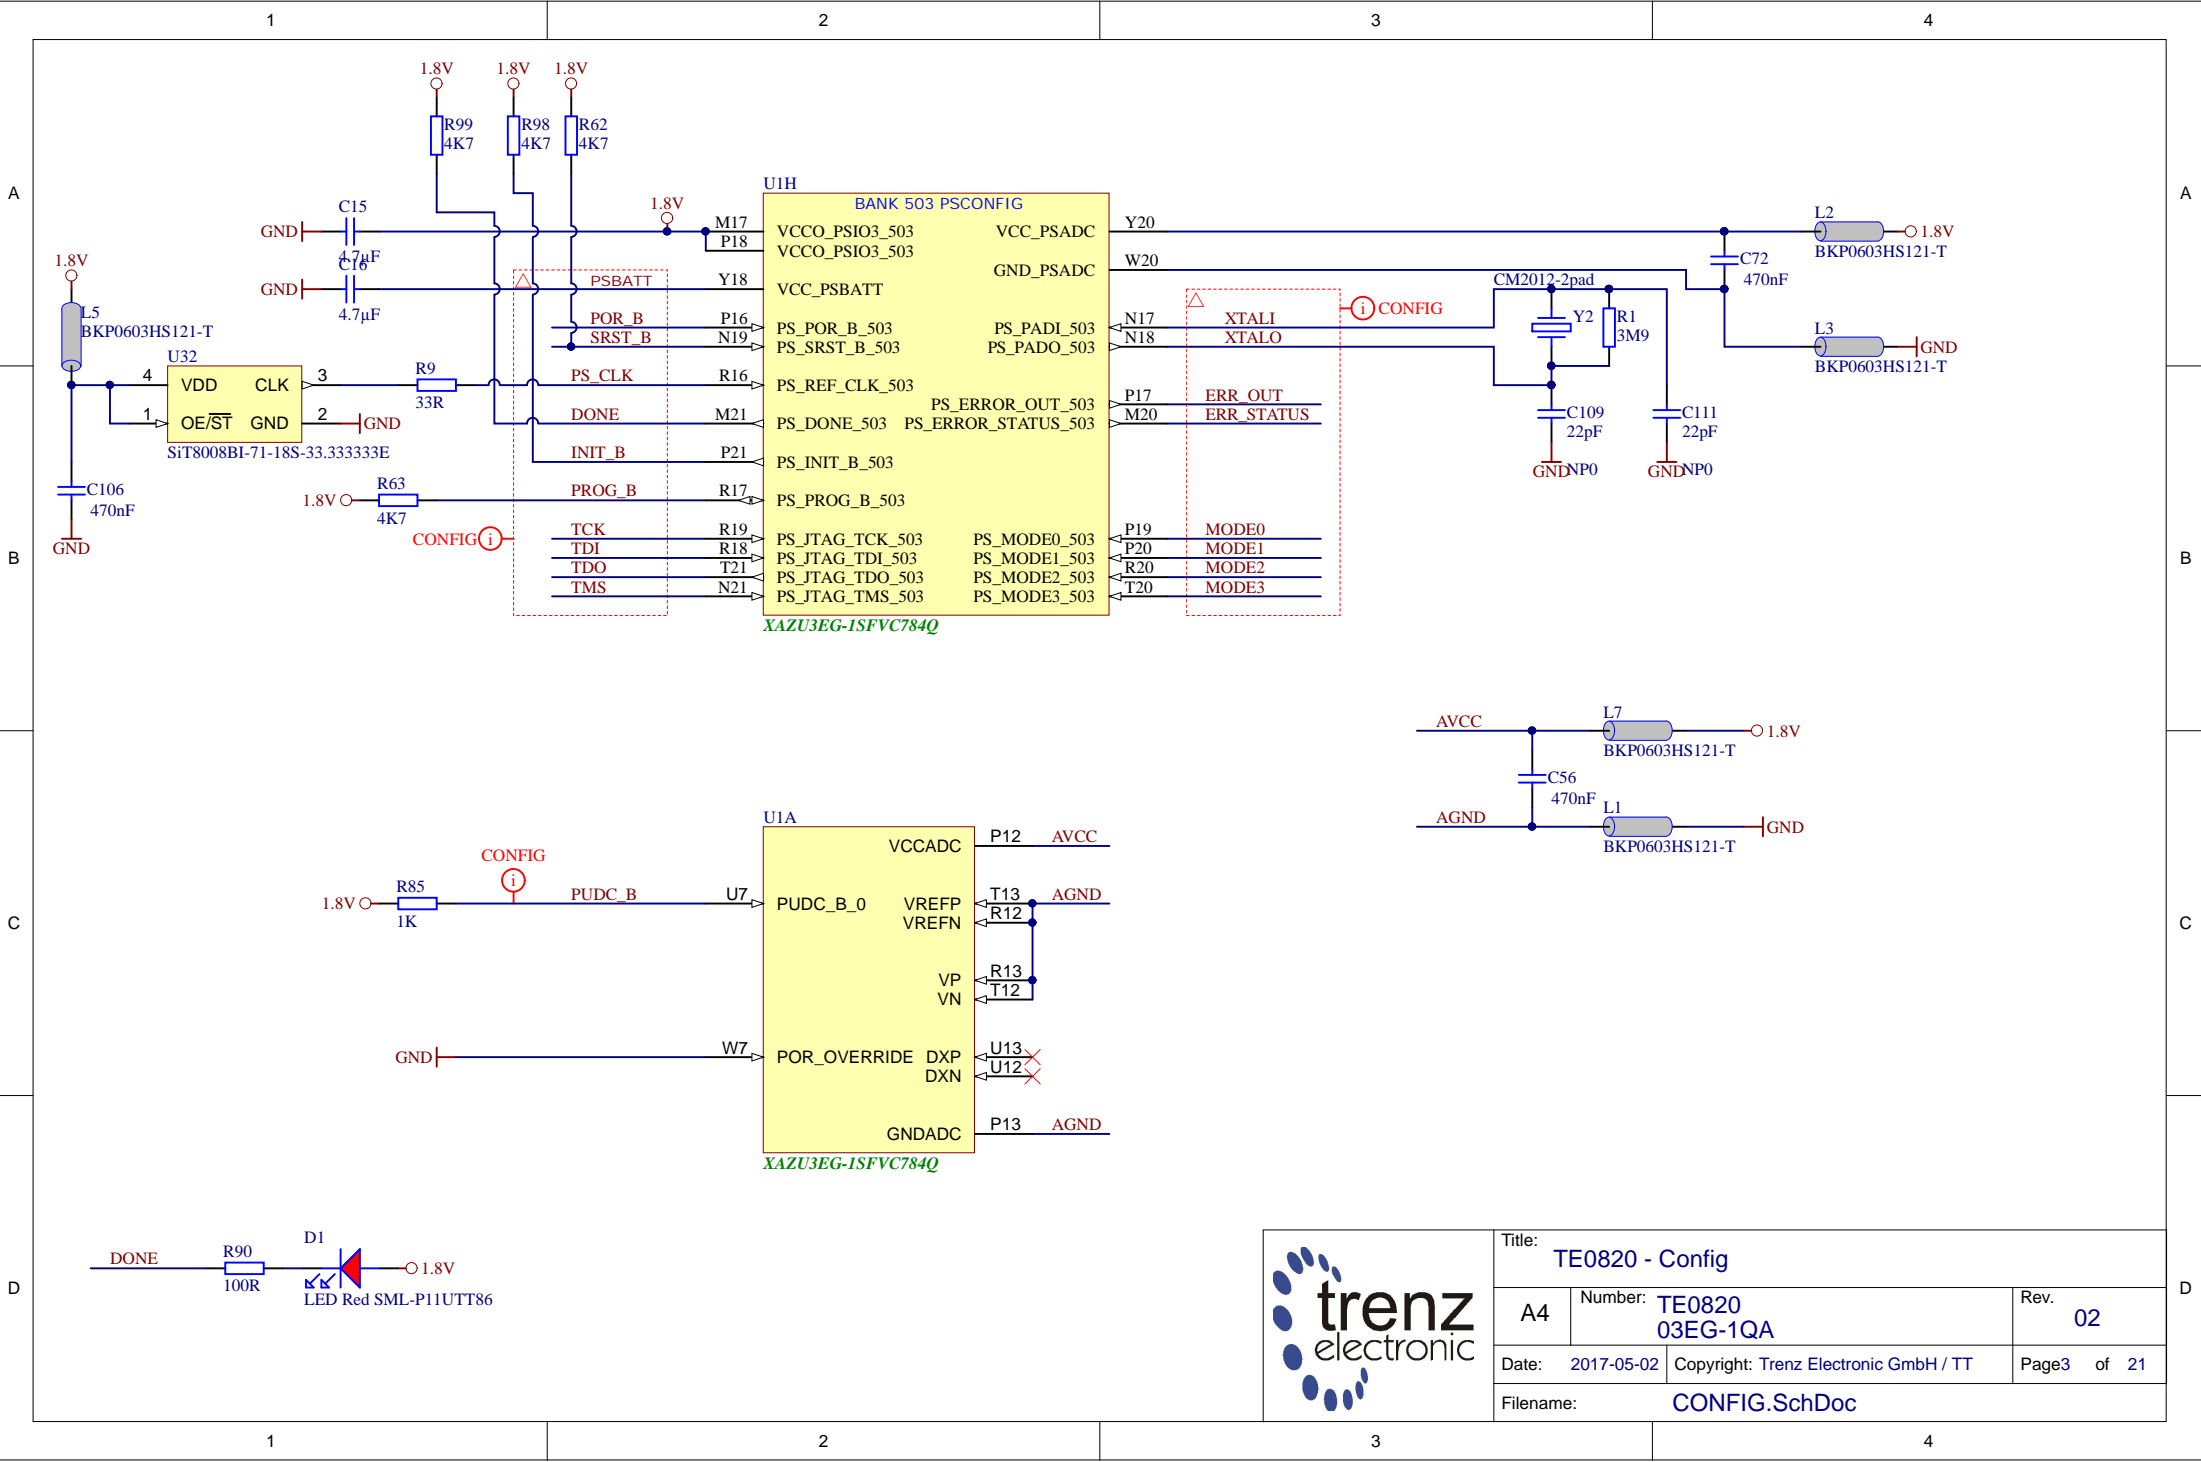 1 2 3 4
A A
B B
C C
D D
1.8V 1.8V 1.8V
R99 4K7
R98 4K7
R62 4K7
U1H
BANK 503 PSCONFIG
C15
GND
4.7µF
1.8V
M17 VCCO_PSIO3_503
P18 VCCO_PSIO3_503
C16
GND
4.7µF
PSBATT
Y18 VCC_PSBATT
POR_B P16 PS_POR_B_503
SRST_B N19 PS_SRST_B_503
PS_CLK R16 PS_REF_CLK_503
DONE M21 PS_DONE_503
INIT_B P21 PS_INIT_B_503
PROG_B R17 PS_PROG_B_503
TCK R19 PS_JTAG_TCK_503
TDI R18 PS_JTAG_TDI_503
TDO T21 PS_JTAG_TDO_503
TMS N21 PS_JTAG_TMS_503
CONFIG i
VCC_PSADC Y20
GND_PSADC W20
PS_PADI_503 N17 XTALI
PS_PADO_503 N18 XTALO
PS_ERROR_OUT_503 P17 ERR_OUT
PS_ERROR_STATUS_503 M20 ERR_STATUS
PS_MODE0_503 P19 MODE0
PS_MODE1_503 P20 MODE1
PS_MODE2_503 R20 MODE2
PS_MODE3_503 T20 MODE3
i CONFIG
XAZU3EG-1SFVC784Q
1.8V
L5
BKP0603HS121-T
U32
4 VDD CLK 3
1 OE/ST GND 2
GND
SiT8008BI-71-18S-33.333333E
R9
33R
C106
470nF
GND
1.8V
R63
4K7
L2
1.8V
BKP0603HS121-T
C72
470nF
L3
GND
BKP0603HS121-T
CM2012-2pad
Y2
R1
3M9
C109
22pF
GND NP0
C111
22pF
GND NP0
AVCC
L7
1.8V
BKP0603HS121-T
C56
470nF
AGND
L1
GND
BKP0603HS121-T
U1A
VCCADC P12 AVCC
CONFIG
i
1.8V
R85
1K
PUDC_B U7 PUDC_B_0
VREFP T13 AGND
VREFN R12
VP R13
VN T12
GND W7 POR_OVERRIDE
DXP U13
DXN U12
GNDADC P13 AGND
XAZU3EG-1SFVC784Q
DONE
R90
100R
D1
1.8V
LED Red SML-P11UTT86
trenz
electronic
Title:
TE0820 - Config
A4
Number: TE0820
03EG-1QA
Rev.
02
Date: 2017-05-02 Copyright: Trenz Electronic GmbH / TT Page3 of 21
Filename: CONFIG.SchDoc
1 2 3 4